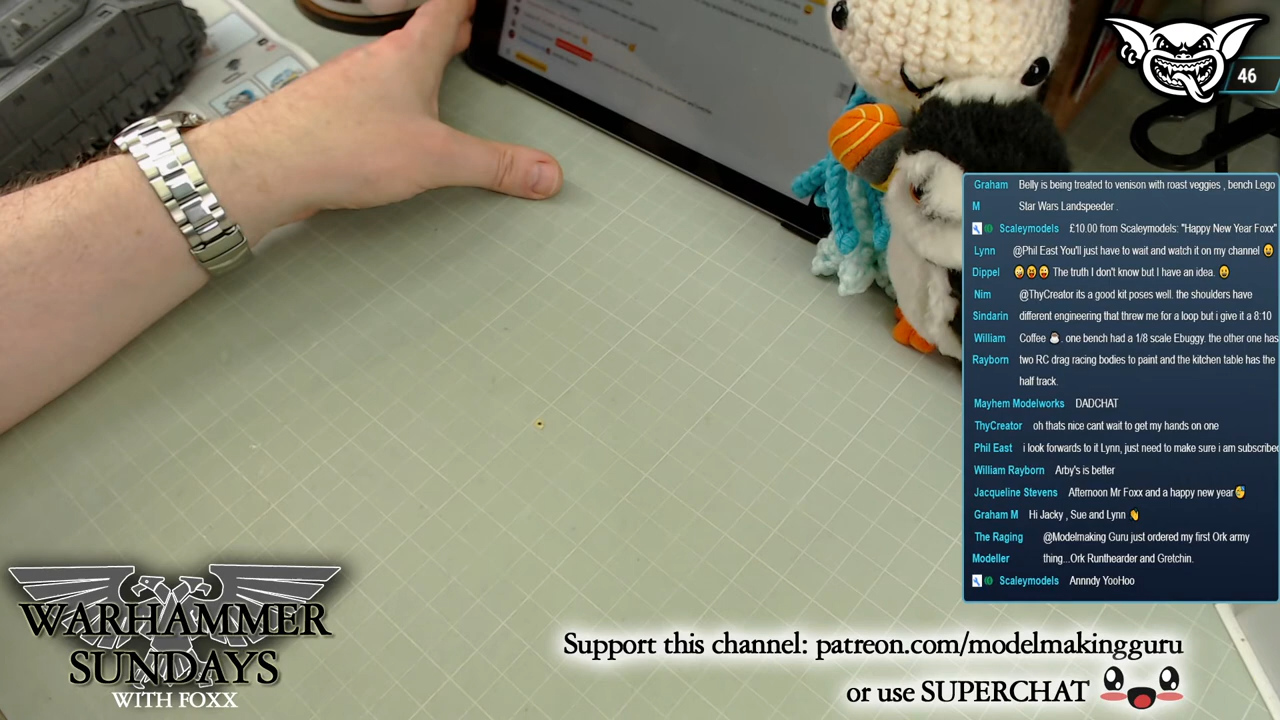 46
Graham M Belly is being treated to venison with roast veggies , bench Lego
Star Wars Landspeeder .
Scaleymodels £10.00 from Scaleymodels: "Happy New Year Foxx"
Lynn @Phil East You'll just have to wait and watch it on my channel
Dippel The truth I don't know but I have an idea.
Nim Sindarin @ThyCreator its a good kit poses well. the shoulders have
different engineering that threw me for a loop but i give it a 8:10
William Rayborn Coffee . one bench had a 1/8 scale Ebuggy. the other one has
two RC drag racing bodies to paint and the kitchen table has the
half track.
Mayhem Modelworks DADCHAT
ThyCreator oh thats nice cant wait to get my hands on one
Phil East i look forwards to it Lynn, just need to make sure i am subscribed
William Rayborn Arby's is better
Jacqueline Stevens Afternoon Mr Foxx and a happy new year
Graham M Hi Jacky , Sue and Lynn
The Raging Modeller @Modelmaking Guru just ordered my first Ork army
thing...Ork Runtherder and Gretchin.
Scaleymodels Annndy YooHoo
WARHAMMER
SUNDAYS
WITH FOXX
Support this channel: patreon.com/modelmakingguru
or use SUPERCHAT